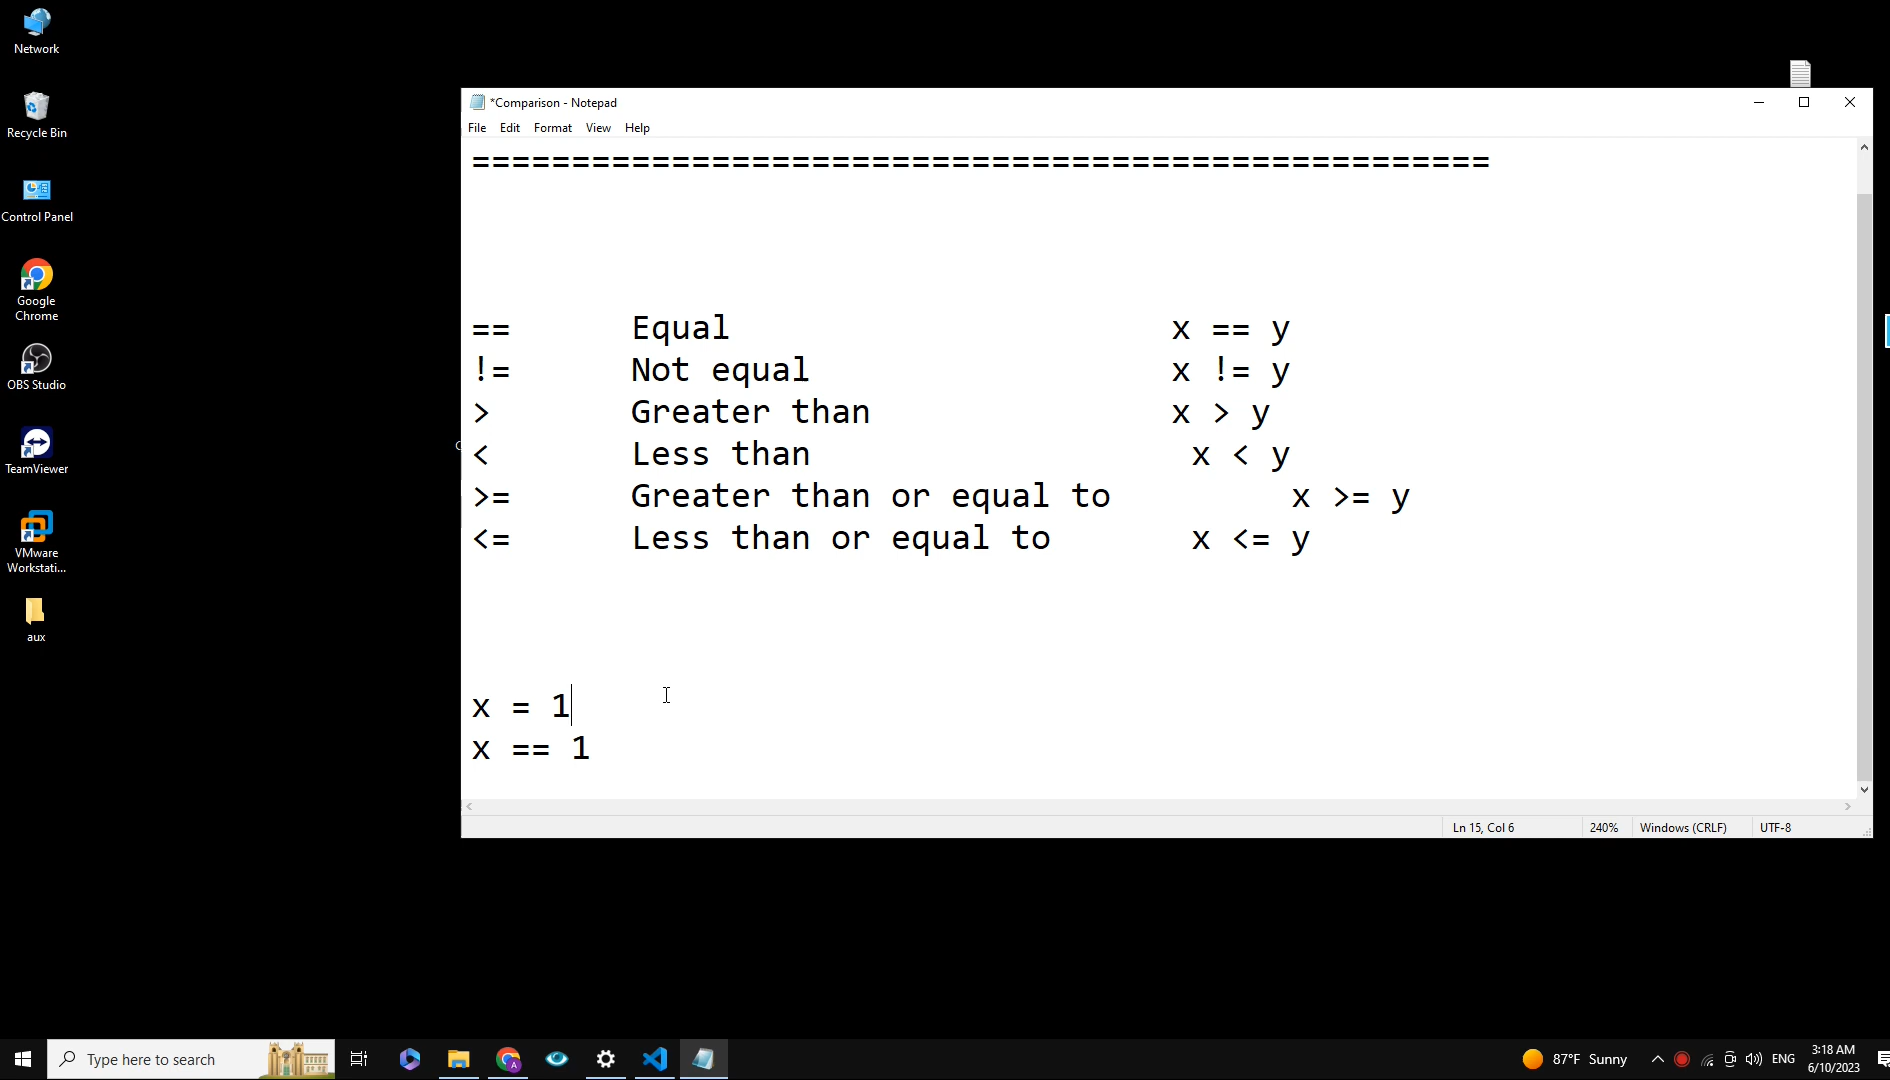 Network
Recycle Bin
Control Panel
Google
Chrome
OBS Studio
TeamViewer
VMware
Workstati...
aux
*Comparison - Notepad
File Edit Format View Help
===================================================
== Equal x == y
!= Not equal x != y
> Greater than x > y
< Less than x < y
>= Greater than or equal to x >= y
<= Less than or equal to x <= y
x = 1
x == 1
Ln 15, Col 6 240% Windows (CRLF) UTF-8
Type here to search
87°F Sunny
ENG
3:18 AM
6/10/2023